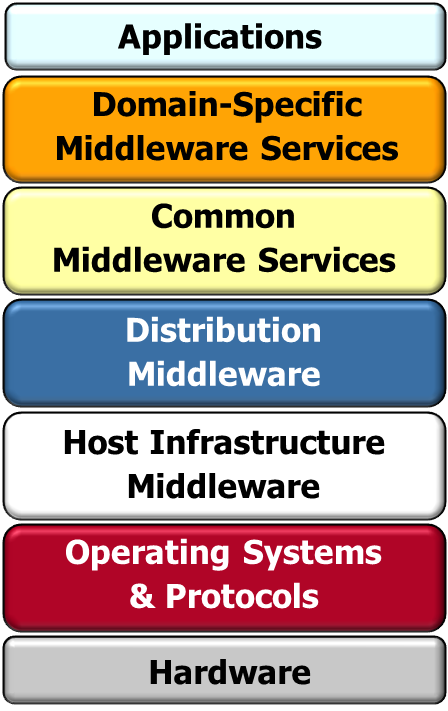 Applications
Domain-Specific
Middleware Services
Common
Middleware Services
Distribution
Middleware
Host Infrastructure
Middleware
Operating Systems
& Protocols
Hardware